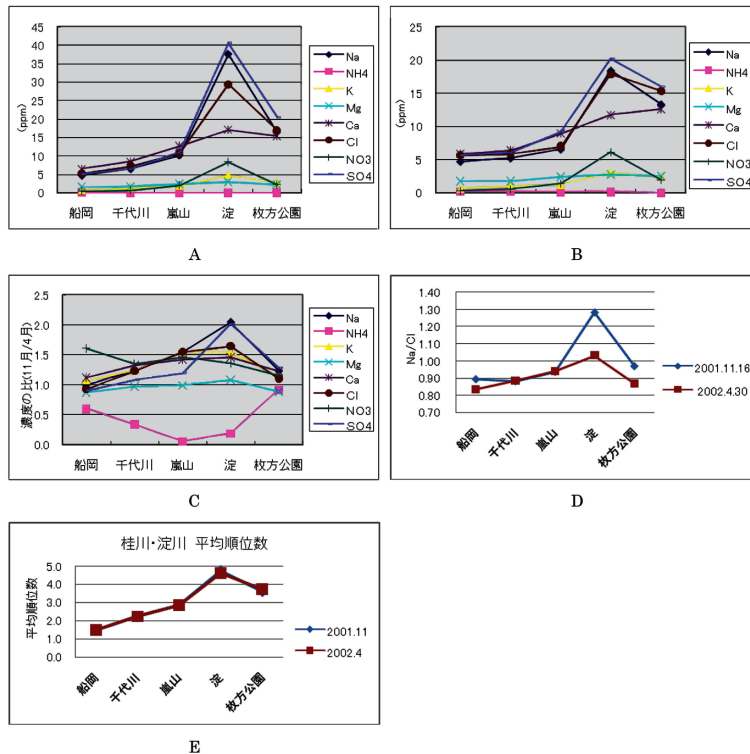 45
40
35
30
25
20
15
10
5
0
(ppm)
船岡 千代川 嵐山 淀 枚方公園
Na
NH4
K
Mg
Ca
Cl
NO3
SO4
A
25
20
15
10
5
0
(ppm)
船岡 千代川 嵐山 淀 枚方公園
Na
NH4
K
Mg
Ca
Cl
NO3
SO4
B
2.5
2.0
1.5
1.0
0.5
0.0
濃度の比(11月/4月)
船岡 千代川 嵐山 淀 枚方公園
Na
NH4
K
Mg
Ca
Cl
NO3
SO4
C
1.40
1.30
1.20
1.10
1.00
0.90
0.80
0.70
Na/Cl
船岡 千代川 嵐山 淀 枚方公園
2001.11.16
2002.4.30
D
桂川・淀川 平均順位数
5.0
4.0
3.0
2.0
1.0
0.0
平均順位数
船岡 千代川 嵐山 淀 枚方公園
2001.11
2002.4
E